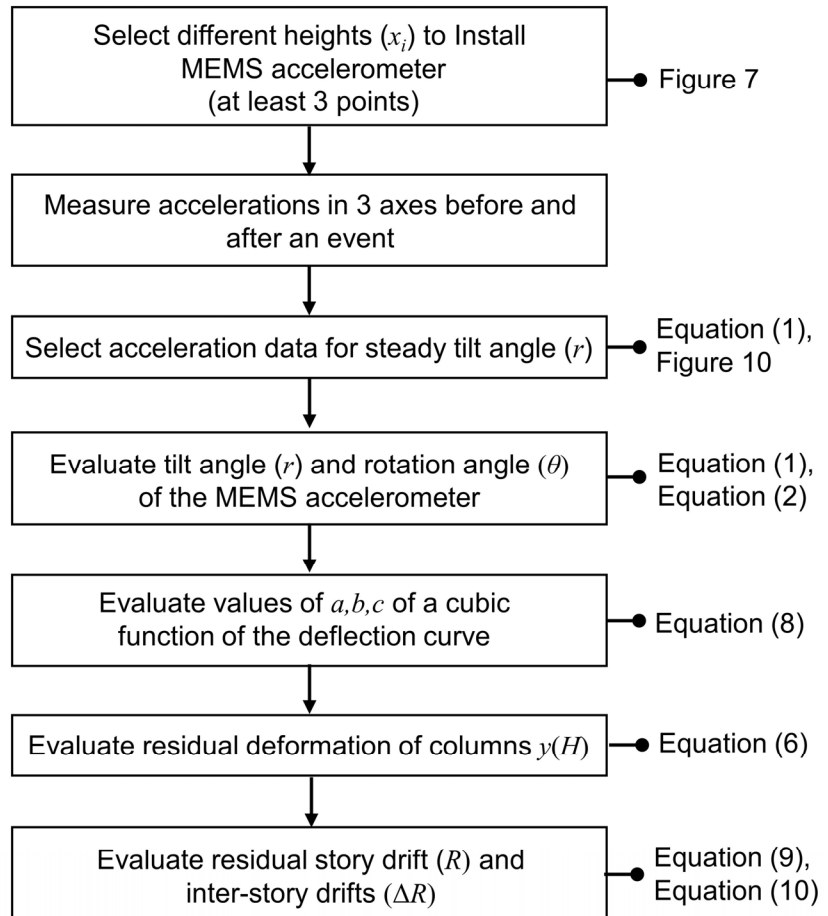 Select different heights (xᵢ) to Install
MEMS accelerometer
(at least 3 points)
Figure 7
Measure accelerations in 3 axes before and
after an event
Select acceleration data for steady tilt angle (r)
Equation (1),
Figure 10
Evaluate tilt angle (r) and rotation angle (θ)
of the MEMS accelerometer
Equation (1),
Equation (2)
Evaluate values of a,b,c of a cubic
function of the deflection curve
Equation (8)
Evaluate residual deformation of columns y(H)
Equation (6)
Evaluate residual story drift (R) and
inter-story drifts (ΔR)
Equation (9),
Equation (10)